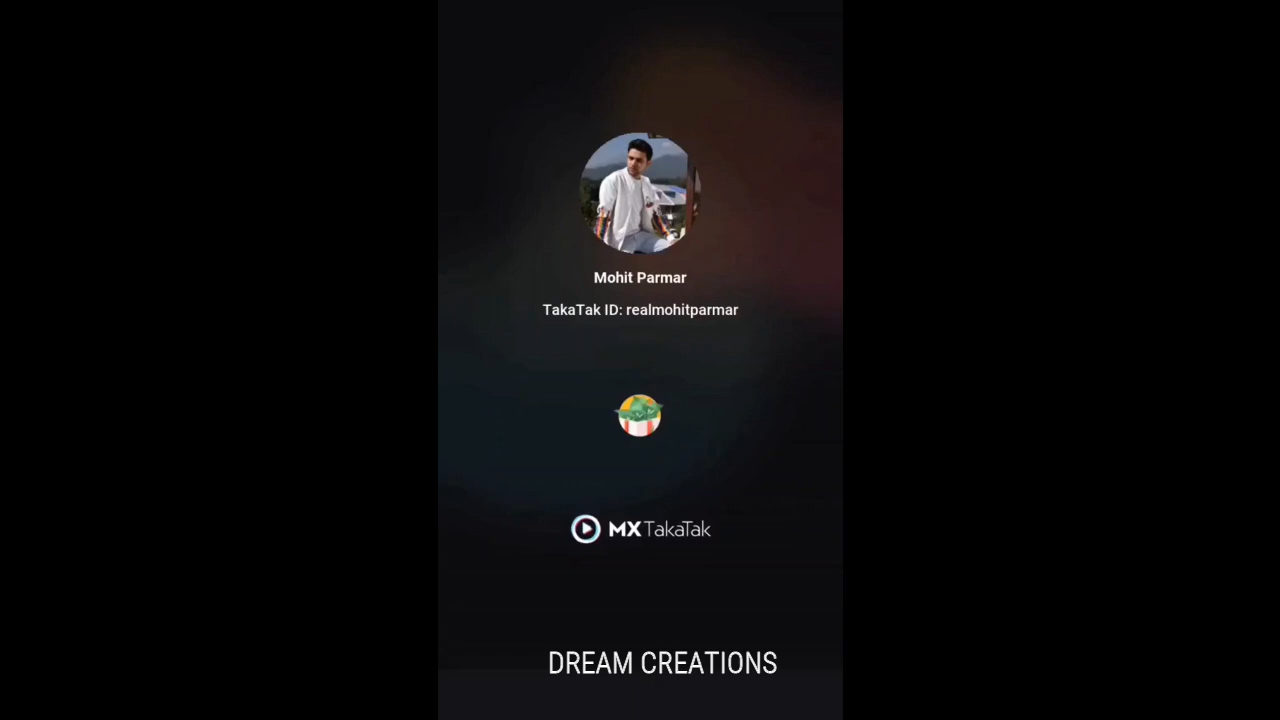 Mohit Parmar
TakaTak ID: realmohitparmar
MX TakaTak
DREAM CREATIONS